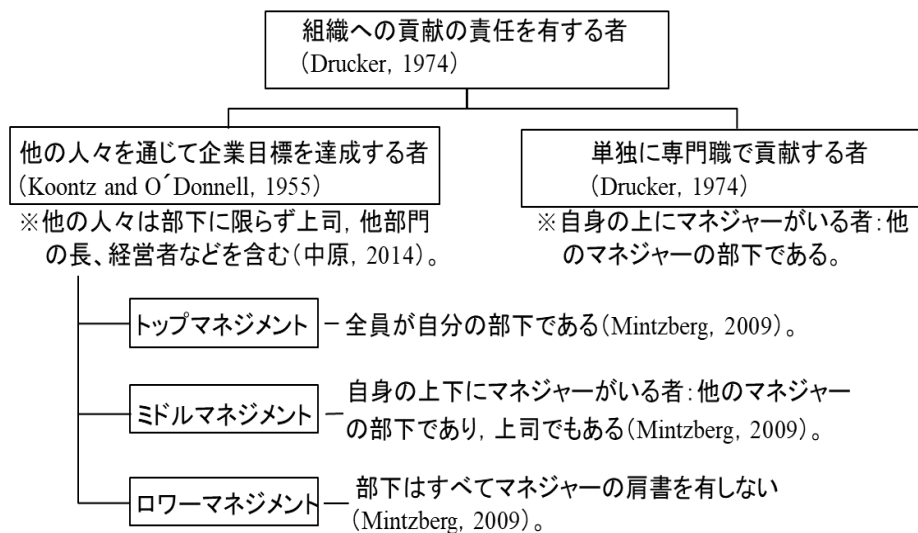 組織への貢献の責任を有する者
(Drucker, 1974)
他の人々を通じて企業目標を達成する者
(Koontz and O´Donnell, 1955)
単独に専門職で貢献する者
(Drucker, 1974)
※他の人々は部下に限らず上司, 他部門
の長、経営者などを含む(中原, 2014)。
※自身の上にマネジャーがいる者:他
のマネジャーの部下である。
トップマネジメント
全員が自分の部下である(Mintzberg, 2009)。
ミドルマネジメント
自身の上下にマネジャーがいる者:他のマネジャー
の部下であり, 上司でもある(Mintzberg, 2009)。
ロワーマネジメント
部下はすべてマネジャーの肩書を有しない
(Mintzberg, 2009)。